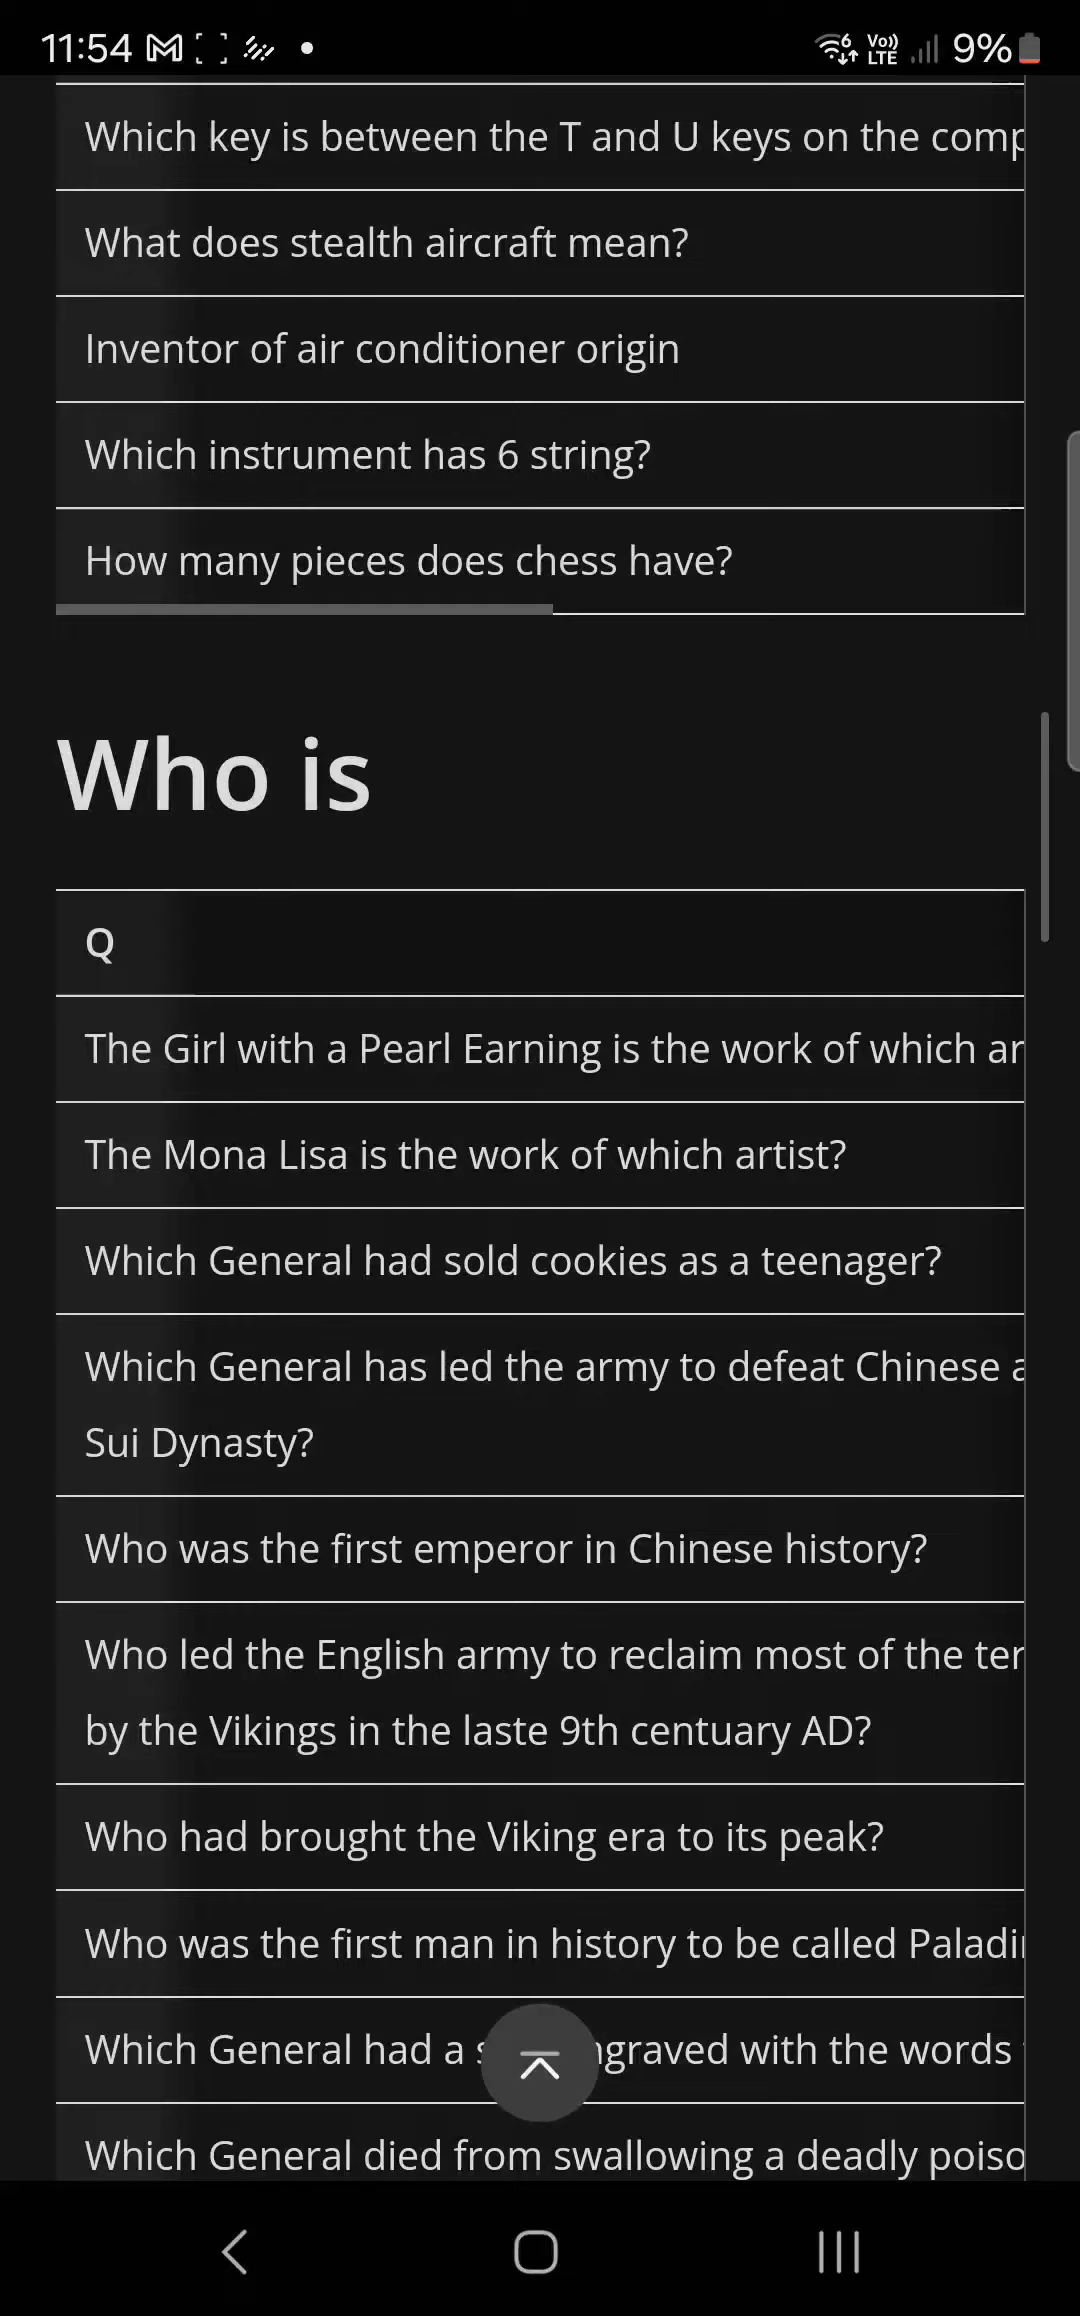 11:54
6 Vo)) LTE 9%
Which key is between the T and U keys on the comp
What does stealth aircraft mean?
Inventor of air conditioner origin
Which instrument has 6 string?
How many pieces does chess have?
Who is
Q
The Girl with a Pearl Earning is the work of which ar
The Mona Lisa is the work of which artist?
Which General had sold cookies as a teenager?
Which General has led the army to defeat Chinese a
Sui Dynasty?
Who was the first emperor in Chinese history?
Who led the English army to reclaim most of the ter
by the Vikings in the laste 9th centuary AD?
Who had brought the Viking era to its peak?
Who was the first man in history to be called Paladi
Which General had a ngraved with the words
Which General died from swallowing a deadly poiso